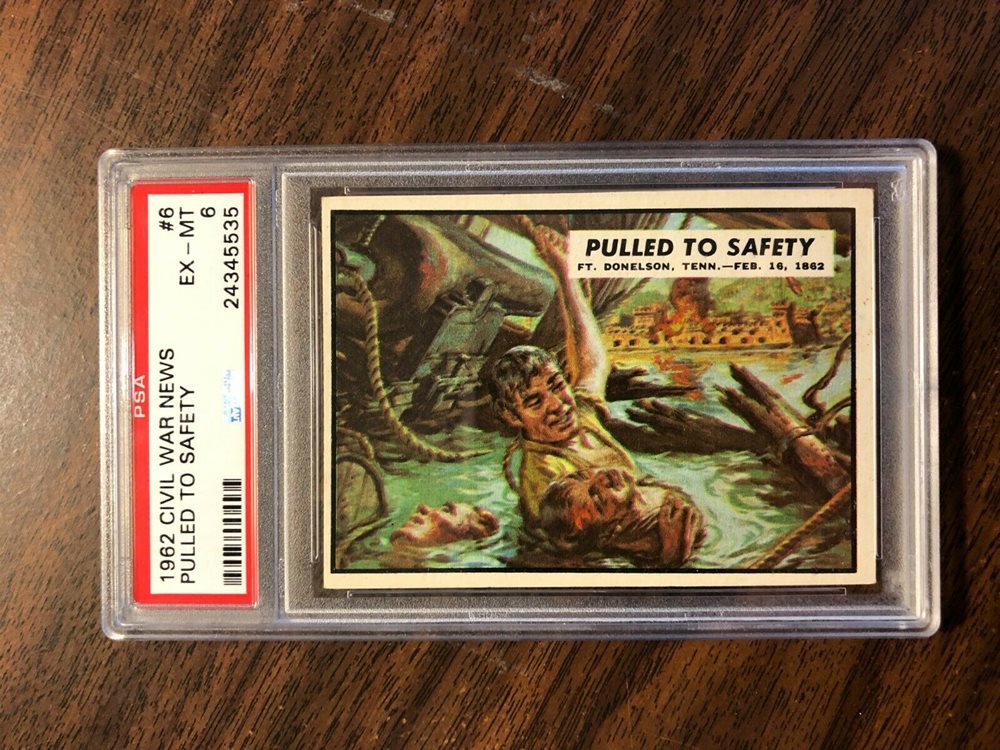 PSA
1962 CIVIL WAR NEWS #6
PULLED TO SAFETY EX – MT
6
24345535
PULLED TO SAFETY
FT. DONELSON, TENN.—FEB. 16, 1862